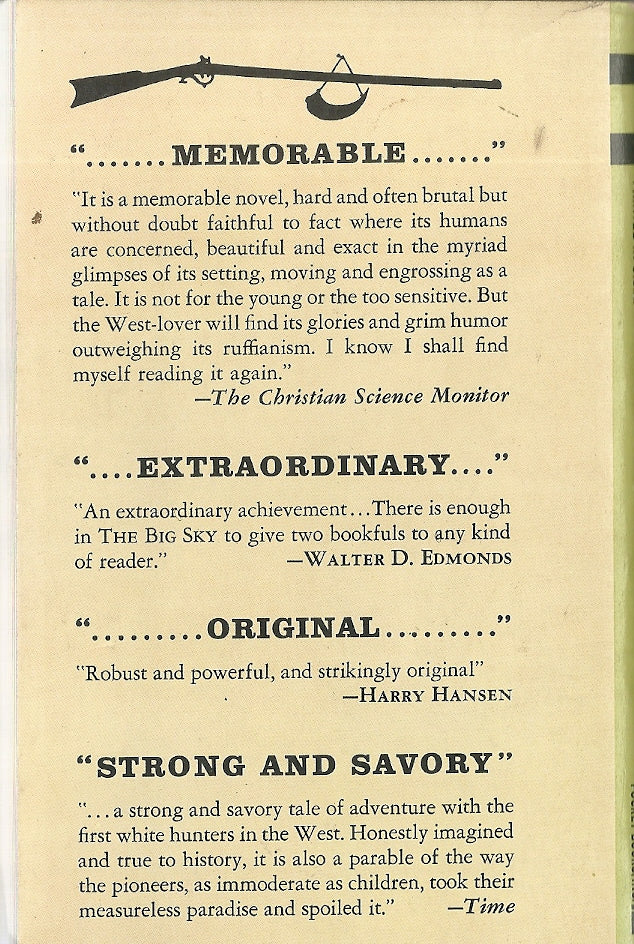 “.......MEMORABLE.......”
"It is a memorable novel, hard and often brutal but
without doubt faithful to fact where its humans
are concerned, beautiful and exact in the myriad
glimpses of its setting, moving and engrossing as a
tale. It is not for the young or the too sensitive. But
the West-lover will find its glories and grim humor
outweighing its ruffianism. I know I shall find
myself reading it again.”
—The Christian Science Monitor
“....EXTRAORDINARY....”
"An extraordinary achievement...There is enough
in THE BIG SKY to give two bookfuls to any kind
of reader.” —WALTER D. EDMONDS
“.........ORIGINAL.........”
"Robust and powerful, and strikingly original”
—HARRY HANSEN
“STRONG AND SAVORY”
"...a strong and savory tale of adventure with the
first white hunters in the West. Honestly imagined
and true to history, it is also a parable of the way
the pioneers, as immoderate as children, took their
measureless paradise and spoiled it.” —Time